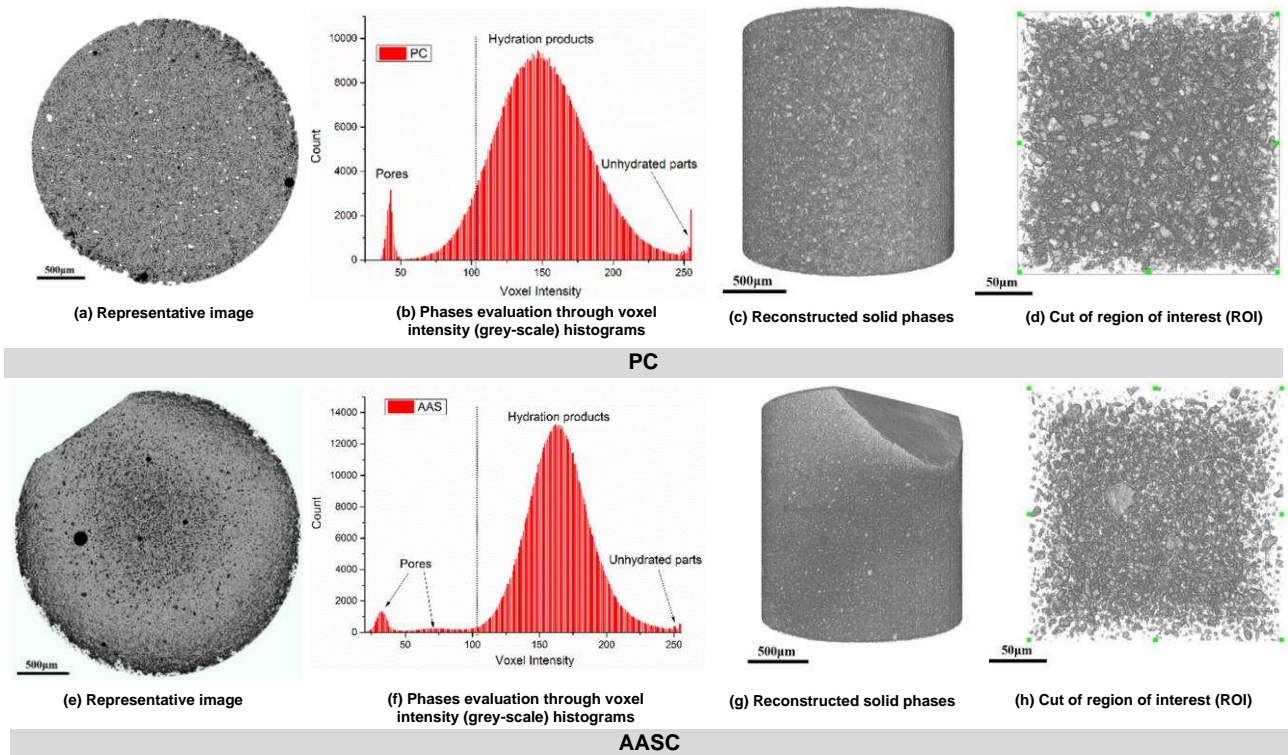 10000
8000
6000
4000
2000
0
Count
PC
Hydration products
Pores
Unhydrated parts
50
100
150
200
250
Voxel Intensity
500μm
500μm
50μm
(a) Representative image
(b) Phases evaluation through voxel
intensity (grey-scale) histograms
(c) Reconstructed solid phases
(d) Cut of region of interest (ROI)
PC
14000
12000
10000
8000
6000
4000
2000
0
Count
AAS
Hydration products
Pores
Unhydrated parts
50
100
150
200
250
Voxel Intensity
500μm
500μm
50μm
(e) Representative image
(f) Phases evaluation through voxel
intensity (grey-scale) histograms
(g) Reconstructed solid phases
(h) Cut of region of interest (ROI)
AASC